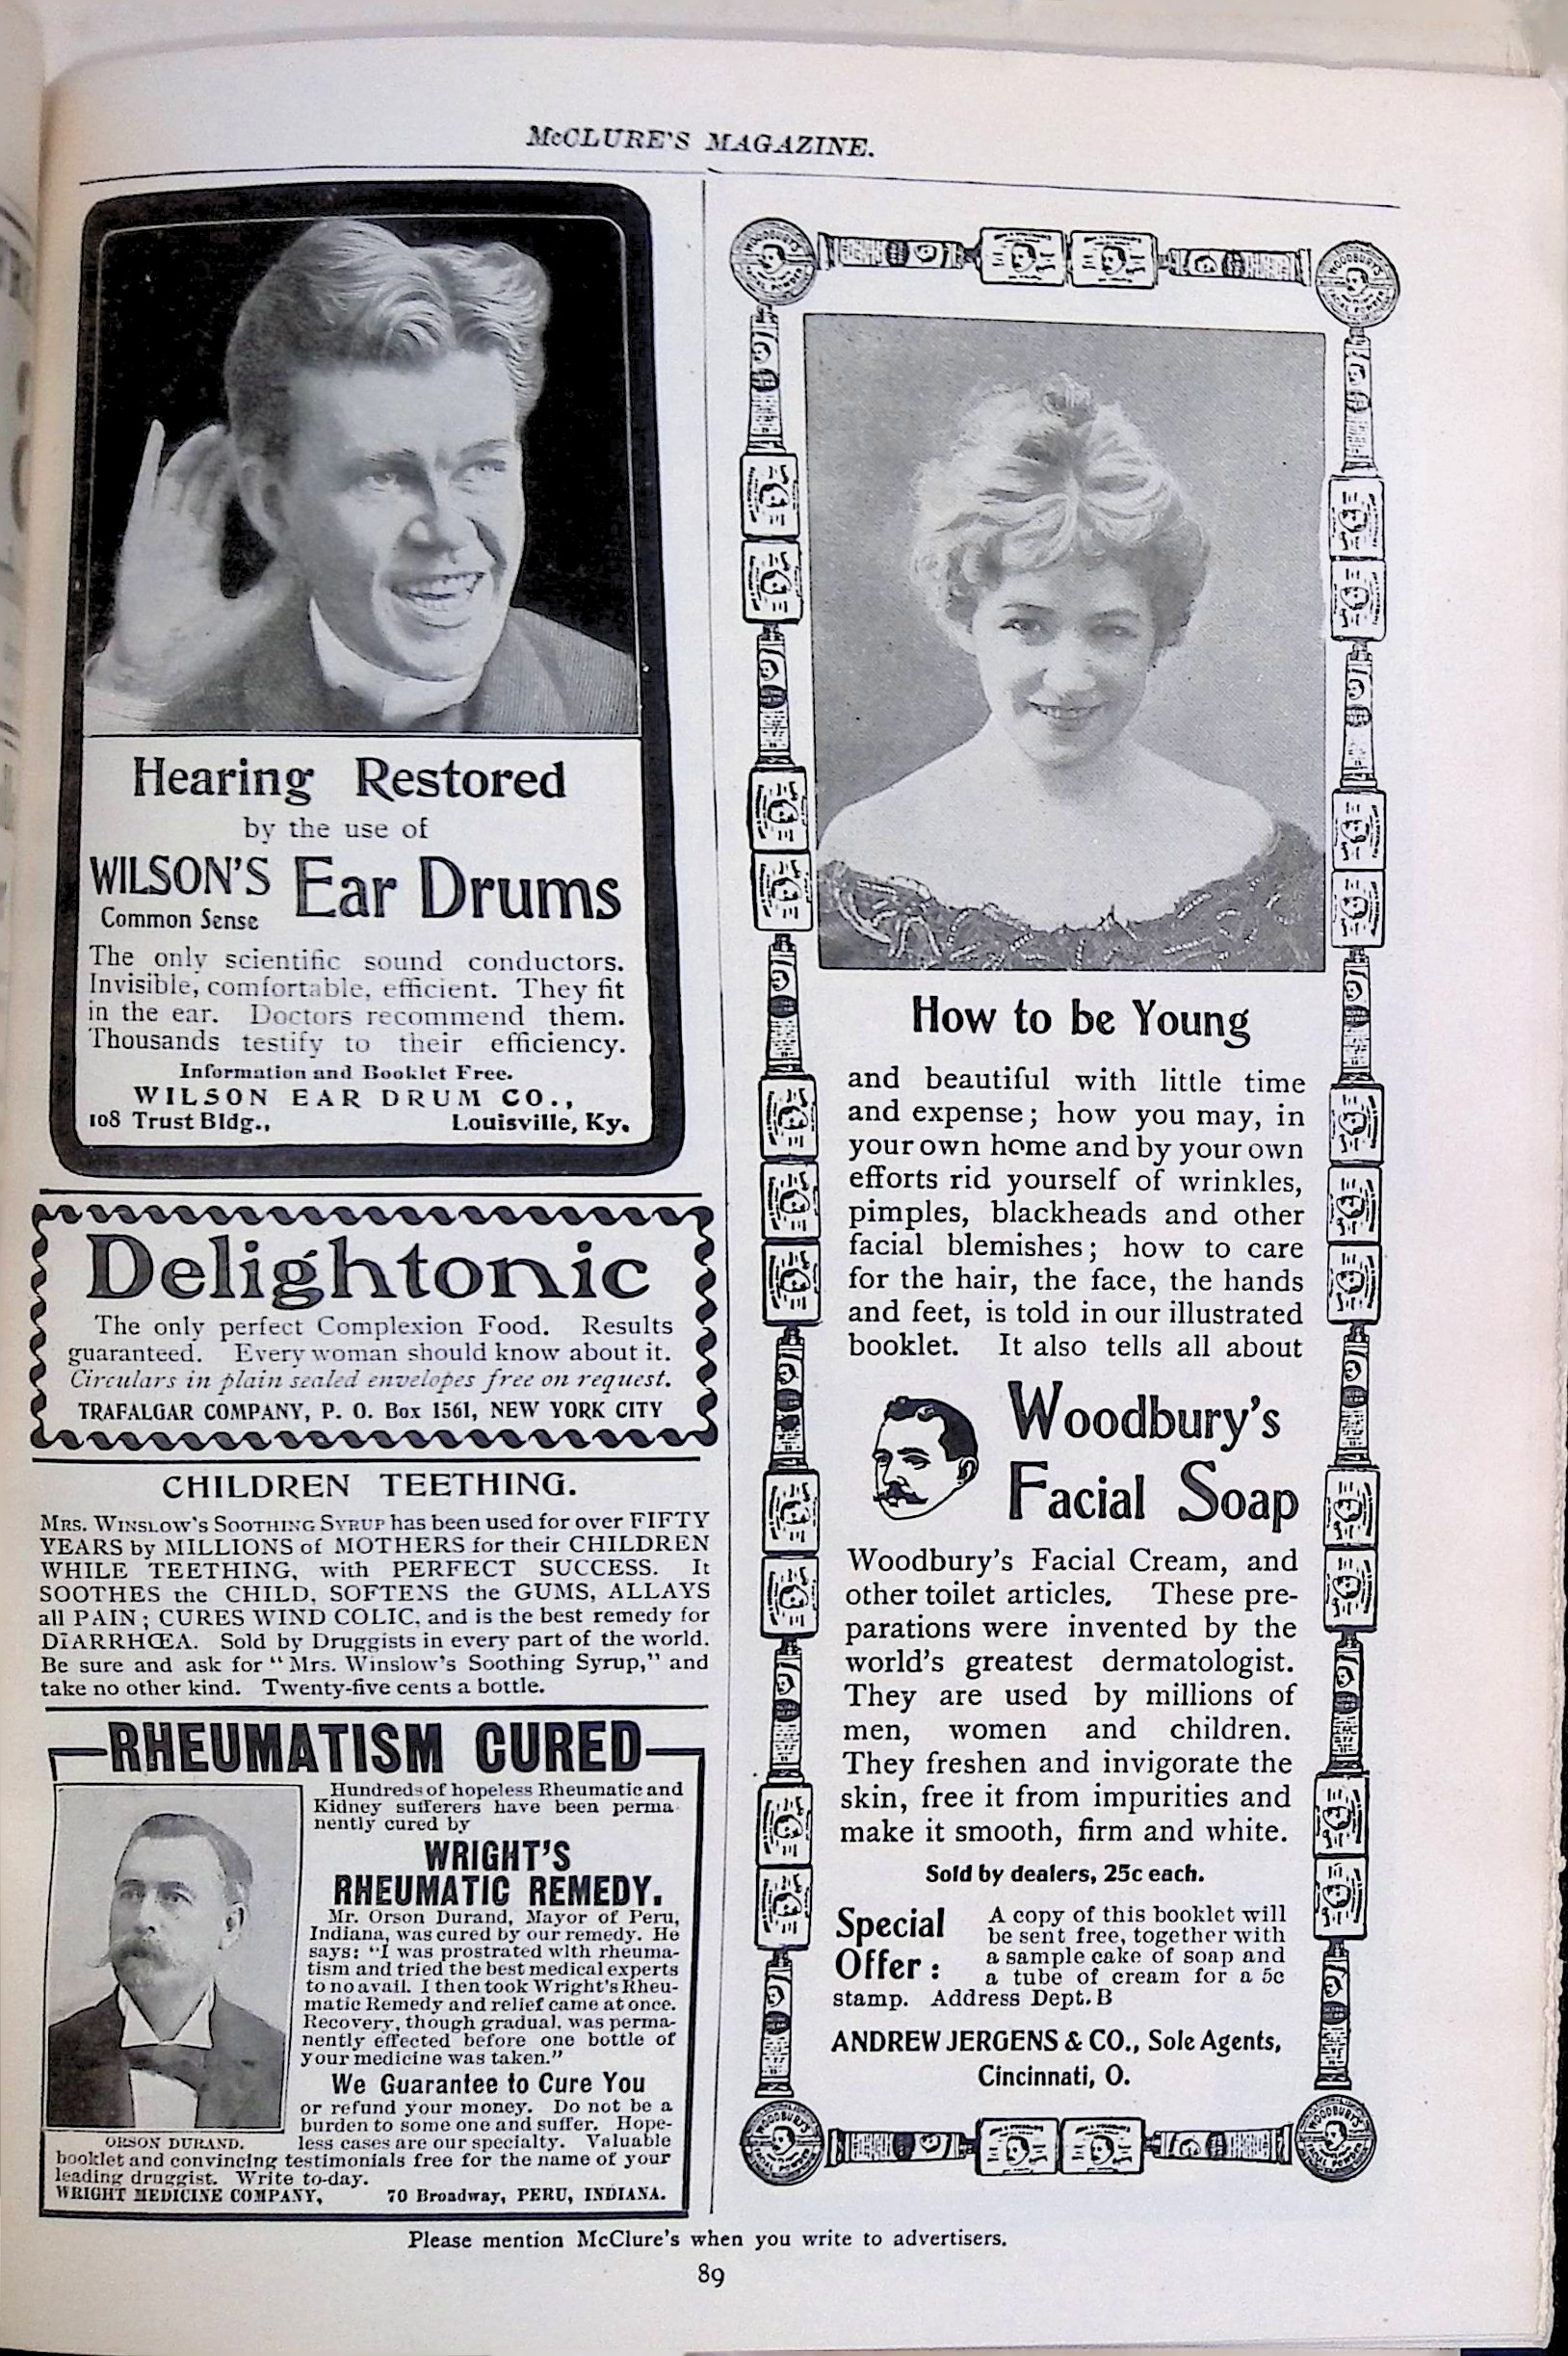 McCLURE'S MAGAZINE.
Hearing Restored
by the use of
WILSON'S Ear Drums
Common Sense
The only scientific sound conductors.
Invisible, comfortable, efficient. They fit
in the ear. Doctors recommend them.
Thousands testify to their efficiency.
Information and Booklet Free.
WILSON EAR DRUM CO.,
108 Trust Bldg., Louisville, Ky.
Delightonic
The only perfect Complexion Food. Results
guaranteed. Every woman should know about it.
Circulars in plain sealed envelopes free on request.
TRAFALGAR COMPANY, P. O. Box 1561, NEW YORK CITY
CHILDREN TEETHING.
MRS. WINSLOW'S SOOTHING SYRUP has been used for over FIFTY
YEARS by MILLIONS of MOTHERS for their CHILDREN
WHILE TEETHING, with PERFECT SUCCESS. It
SOOTHES the CHILD, SOFTENS the GUMS, ALLAYS
all PAIN; CURES WIND COLIC, and is the best remedy for
DIARRHŒA. Sold by Druggists in every part of the world.
Be sure and ask for "Mrs. Winslow's Soothing Syrup," and
take no other kind. Twenty-five cents a bottle.
RHEUMATISM CURED
Hundreds of hopeless Rheumatic and
Kidney sufferers have been perma-
nently cured by
WRIGHT'S
RHEUMATIC REMEDY.
Mr. Orson Durand, Mayor of Peru,
Indiana, was cured by our remedy. He
says: "I was prostrated with rheuma-
tism and tried the best medical experts
to no avail. I then took Wright's Rheu-
matic Remedy and relief came at once.
Recovery, though gradual, was perma-
nently effected before one bottle of
your medicine was taken."
We Guarantee to Cure You
or refund your money. Do not be a
burden to some one and suffer. Hope-
ORSON DURAND. less cases are our specialty. Valuable
booklet and convincing testimonials free for the name of your
leading druggist. Write to-day.
WRIGHT MEDICINE COMPANY, 70 Broadway, PERU, INDIANA.
WOODBURY'S
FACIAL POWDER
WOODBURY'S
FACIAL POWDER
How to be Young
and beautiful with little time
and expense; how you may, in
your own home and by your own
efforts rid yourself of wrinkles,
pimples, blackheads and other
facial blemishes; how to care
for the hair, the face, the hands
and feet, is told in our illustrated
booklet. It also tells all about
Woodbury's
Facial Soap
Woodbury's Facial Cream, and
other toilet articles. These pre-
parations were invented by the
world's greatest dermatologist.
They are used by millions of
men, women and children.
They freshen and invigorate the
skin, free it from impurities and
make it smooth, firm and white.
Sold by dealers, 25c each.
Special Offer: A copy of this booklet will
be sent free, together with
a sample cake of soap and
a tube of cream for a 5c
stamp. Address Dept. B
ANDREW JERGENS & CO., Sole Agents,
Cincinnati, O.
WOODBURY'S
FACIAL POWDER
WOODBURY'S
FACIAL POWDER
Please mention McClure's when you write to advertisers.
89